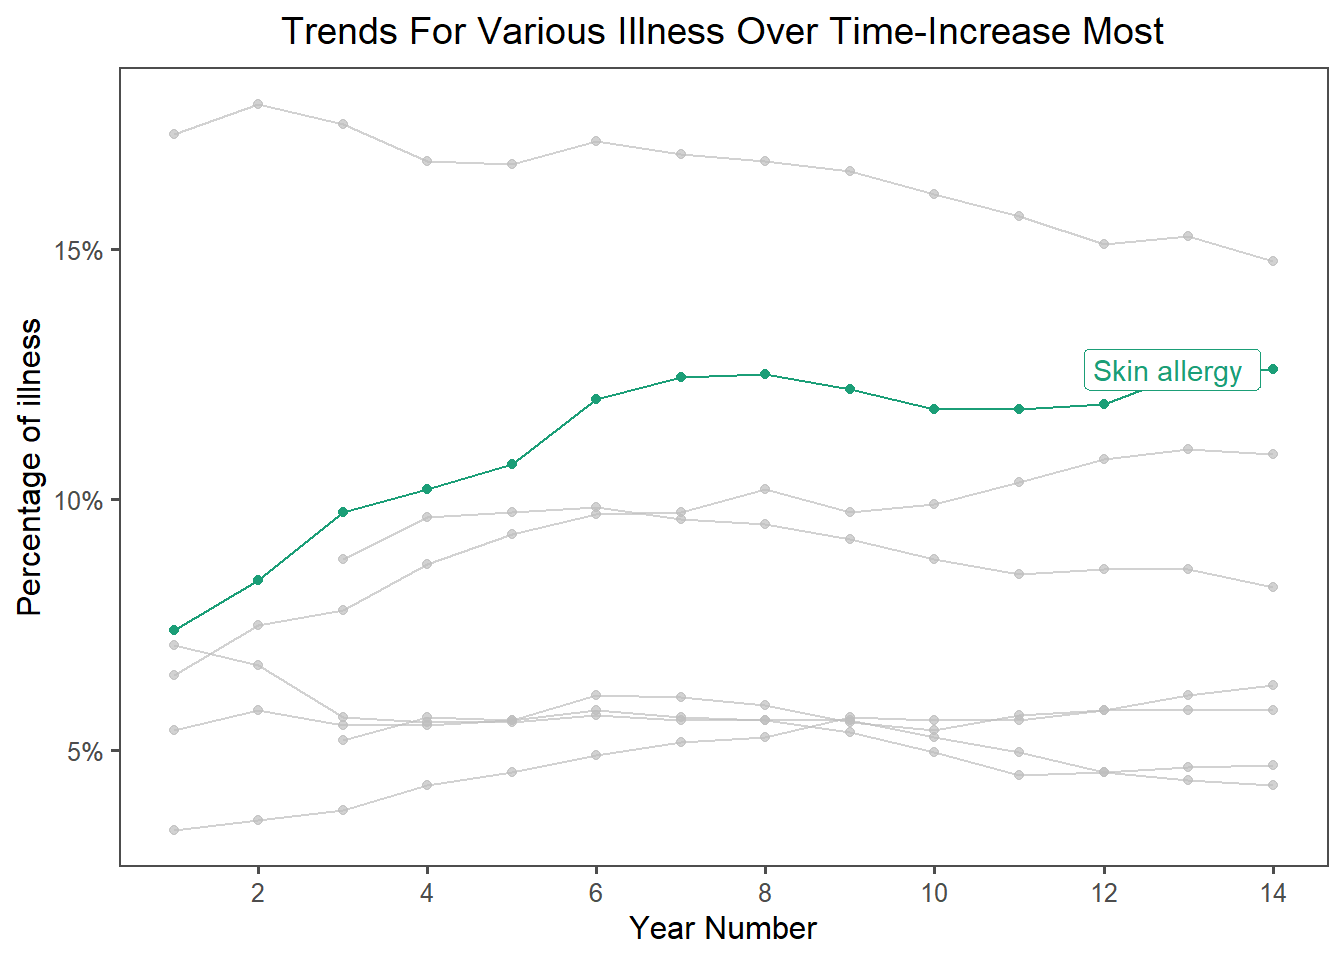 Trends For Various Illness Over Time-Increase Most
Percentage of illness
15%
10%
5%
Skin allergy
2 4 6 8 10 12 14
Year Number